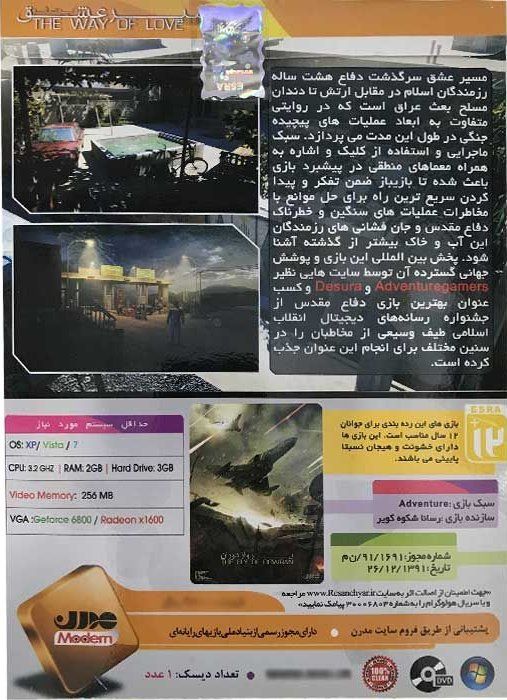 مسیر عشق
THE WAY OF LOVE
ESRA
مسیر عشق سرگذشت دفاع هشت ساله
رزمندگان اسلام در مقابل ارتش تا دندان
مسلح بعث عراق است که در روایتی
متفاوت به ابعاد عملیات های پیچیده
جنگی در طول این مدت می پردازد. سبک
ماجرایی و استفاده از کلیک و اشاره به
همراه معماهای منطقی در پیشبرد بازی
باعث شده تا بازیباز ضمن تفکر و پیدا
کردن سریع ترین راه برای حل موانع با
مخاطرات عملیات های سنگین و خطرناک
دفاع مقدس و جان فشانی های رزمندگان
این آب و خاک بیشتر از گذشته آشنا
شود. پخش بین المللی این بازی و پوشش
جهانی گسترده آن توسط سایت هایی نظیر
Adventuregamers و Desura و کسب
عنوان بهترین بازی دفاع مقدس از
جشنواره رسانه‌های دیجیتال انقلاب
اسلامی طیف وسیعی از مخاطبان را در
سنین مختلف برای انجام این عنوان جذب
کرده است.
حداقل سیستم مورد نیاز
OS: XP/ Vista / 7
CPU: 3.2 GHZ | RAM: 2GB | Hard Drive: 3GB
Video Memory: 256 MB
VGA :Geforce 6800 / Radeon x1600
ESRA
+۱۲
بازی های این رده بندی برای جوانان
۱۲ سال مناسب است. این بازی ها
دارای خشونت و هیجان نسبتا
پایینی می باشند.
سبک بازی :Adventure
سازنده بازی :رسانا شکوه کویر
شماره مجوز:۹۱/۱۶۹۱/ن م
تاریخ: ۲۶/۱۲/۱۳۹۱
»جهت اطمینان از اصالت اثر به سایت www.Resanehyar.ir مراجعه
و یا سریال هولوگرام را به شماره ۳۰۰۰۶۸۰۳ پیامک نمایید«
پشتیبانی از طریق فروم سایت مدرن • دارای مجوز رسمی از بنیاد ملی بازیهای رایانه ای
مدرن
Modern
تعداد دیسک: ۱ عدد
100%
CLEAN
DVD